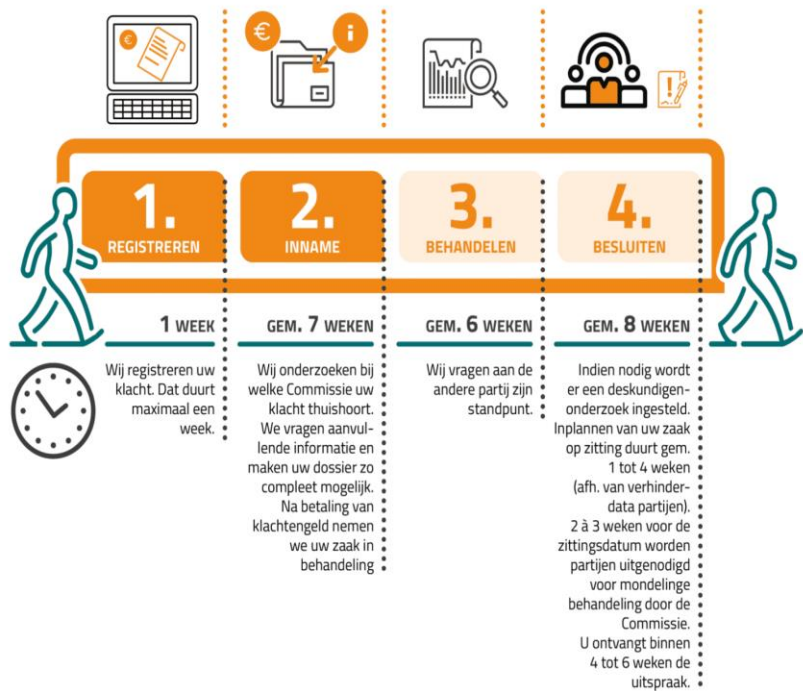 €
€
i
!
1.
REGISTREREN
2.
INNAME
3.
BEHANDELEN
4.
BESLUITEN
1 WEEK
Wij registreren uw
klacht. Dat duurt
maximaal een
week.
GEM. 7 WEKEN
Wij onderzoeken bij
welke Commissie uw
klacht thuishoort.
We vragen aanvul-
lende informatie en
maken uw dossier zo
compleet mogelijk.
Na betaling van
klachtengeld nemen
we uw zaak in
behandeling
GEM. 6 WEKEN
Wij vragen aan de
andere partij zijn
standpunt.
GEM. 8 WEKEN
Indien nodig wordt
er een deskundigen-
onderzoek ingesteld.
Inplannen van uw zaak
op zitting duurt gem.
1 tot 4 weken
(afh. van verhinder-
data partijen).
2 à 3 weken voor de
zittingsdatum worden
partijen uitgenodigd
voor mondelinge
behandeling door de
Commissie.
U ontvangt binnen
4 tot 6 weken de
uitspraak.